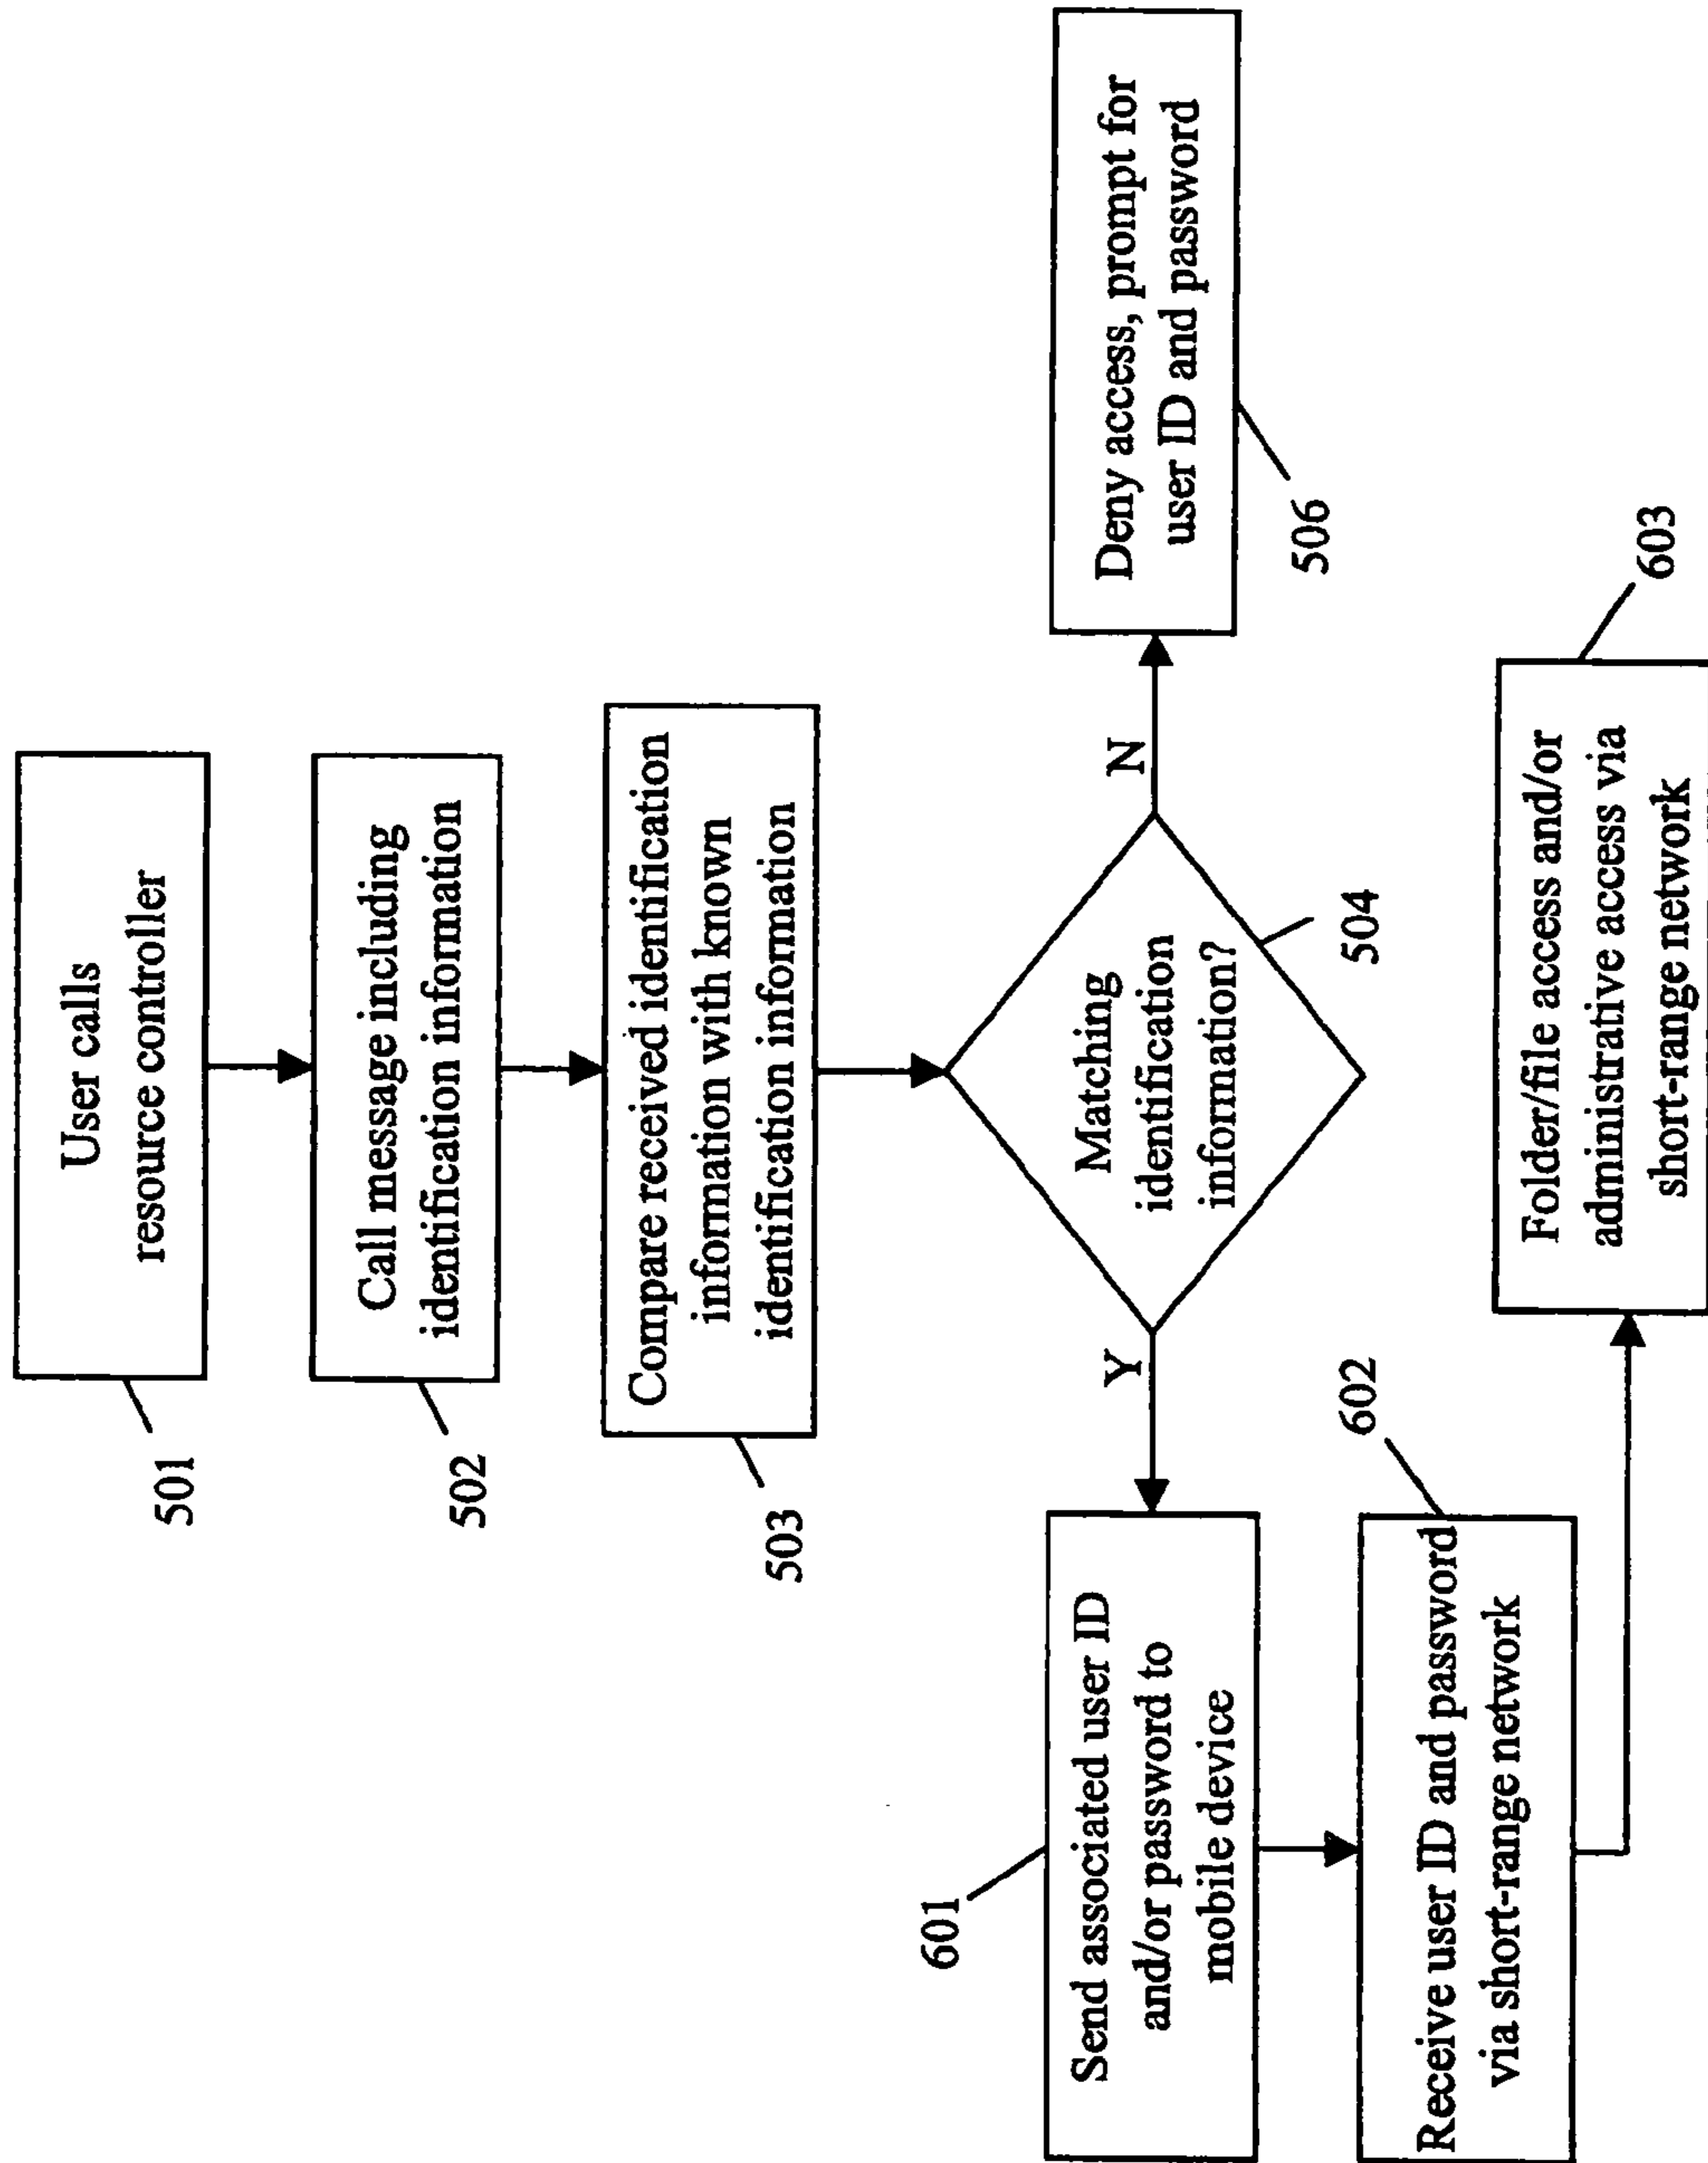 User calls
resource controller
501
Call message including
identification information
502
Compare received identification
information with known
identification information
503
Matching
identification
information?
504
Y
N
Deny access, prompt for
user ID and password
506
601
Send associated user ID
and/or password to
mobile device
602
Receive user ID and password
via short-range network
603
Folder/file access and/or
administrative access via
short-range network